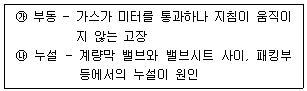 ㉮ 부동 - 가스가 미터를 통과하나 지침이 움직이
지 않는 고장
㉯ 누설 - 계량막 밸브와 밸브시트 사이, 패킹부
등에서의 누설이 원인